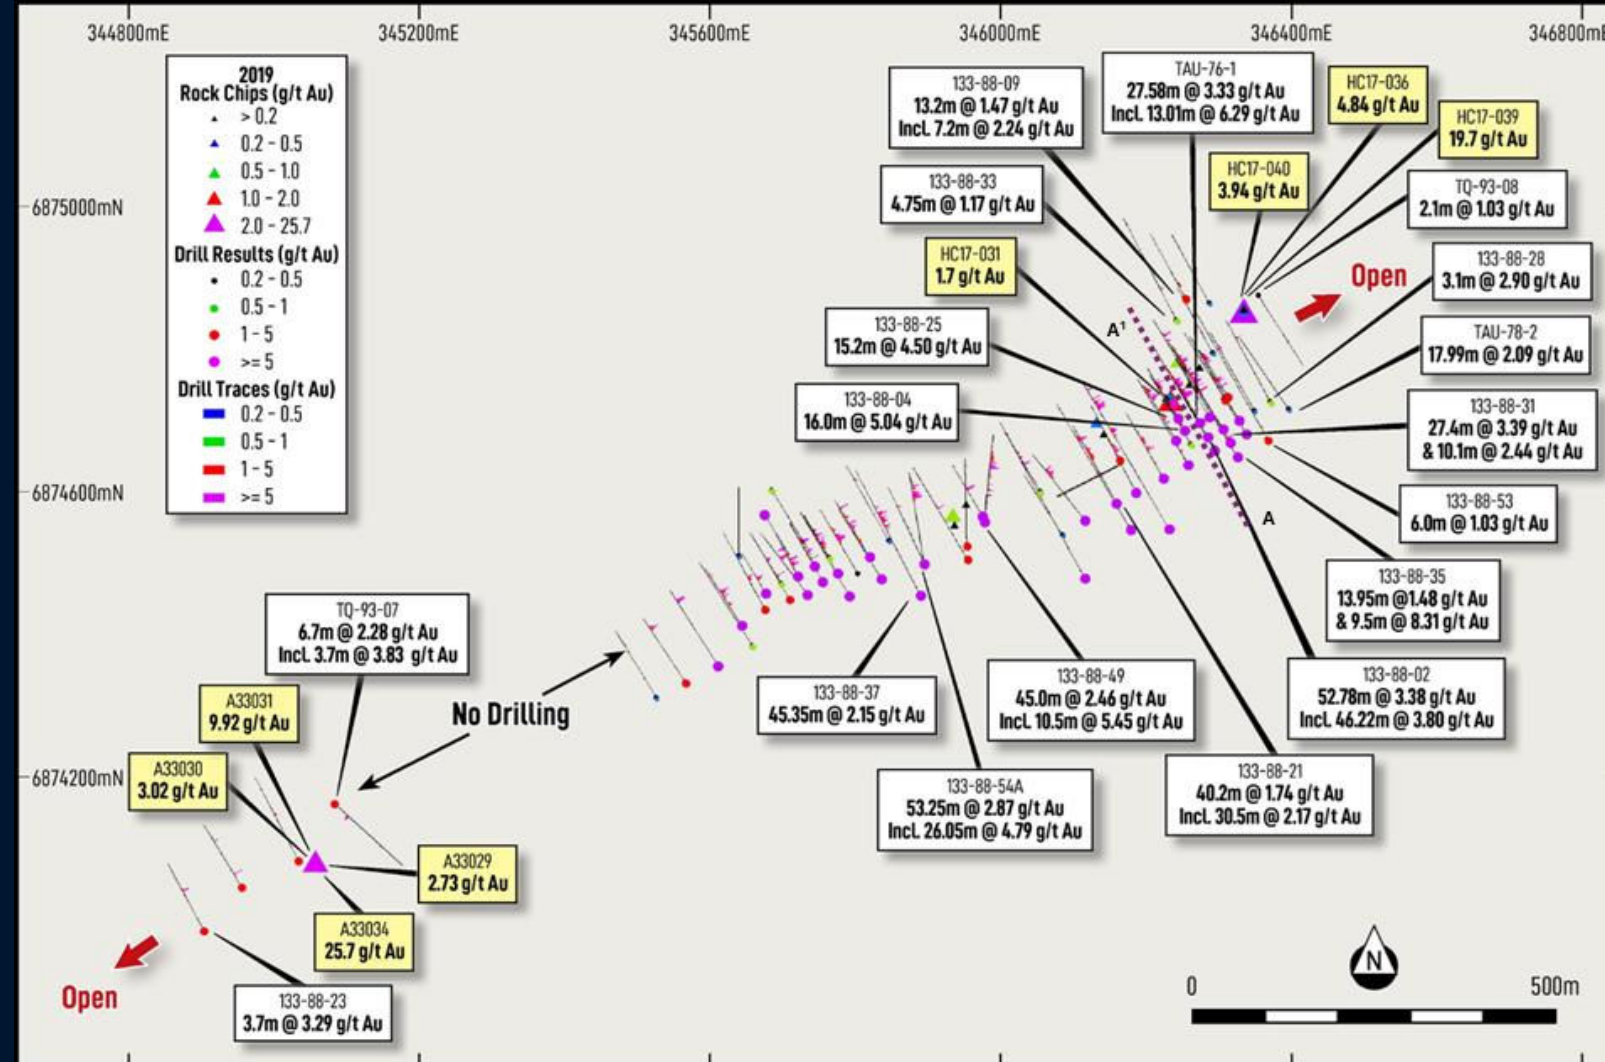 344800mE
345200mE
345600mE
346000mE
346400mE
346800mE
6875000mN
6874600mN
6874200mN
2019
Rock Chips (g/t Au)
> 0.2
0.2 - 0.5
0.5 - 1.0
1.0 - 2.0
2.0 - 25.7
Drill Results (g/t Au)
0.2 - 0.5
0.5 - 1
1 - 5
>= 5
Drill Traces (g/t Au)
0.2 - 0.5
0.5 - 1
1 - 5
>= 5
133-88-09
13.2m @ 1.47 g/t Au
Incl. 7.2m @ 2.24 g/t Au
TAU-76-1
27.58m @ 3.33 g/t Au
Incl. 13.01m @ 6.29 g/t Au
HC17-036
4.84 g/t Au
HC17-039
19.7 g/t Au
HC17-040
3.94 g/t Au
133-88-33
4.75m @ 1.17 g/t Au
TQ-93-08
2.1m @ 1.03 g/t Au
HC17-031
1.7 g/t Au
133-88-28
3.1m @ 2.90 g/t Au
Open
133-88-25
15.2m @ 4.50 g/t Au
A¹
TAU-78-2
17.99m @ 2.09 g/t Au
133-88-04
16.0m @ 5.04 g/t Au
133-88-31
27.4m @ 3.39 g/t Au
& 10.1m @ 2.44 g/t Au
133-88-53
6.0m @ 1.03 g/t Au
A
133-88-35
13.95m @1.48 g/t Au
& 9.5m @ 8.31 g/t Au
TQ-93-07
6.7m @ 2.28 g/t Au
Incl. 3.7m @ 3.83 g/t Au
133-88-37
45.35m @ 2.15 g/t Au
133-88-49
45.0m @ 2.46 g/t Au
Incl. 10.5m @ 5.45 g/t Au
133-88-02
52.78m @ 3.38 g/t Au
Incl. 46.22m @ 3.80 g/t Au
No Drilling
A33031
9.92 g/t Au
A33030
3.02 g/t Au
133-88-54A
53.25m @ 2.87 g/t Au
Incl. 26.05m @ 4.79 g/t Au
133-88-21
40.2m @ 1.74 g/t Au
Incl. 30.5m @ 2.17 g/t Au
A33029
2.73 g/t Au
A33034
25.7 g/t Au
Open
133-88-23
3.7m @ 3.29 g/t Au
N
0
500m